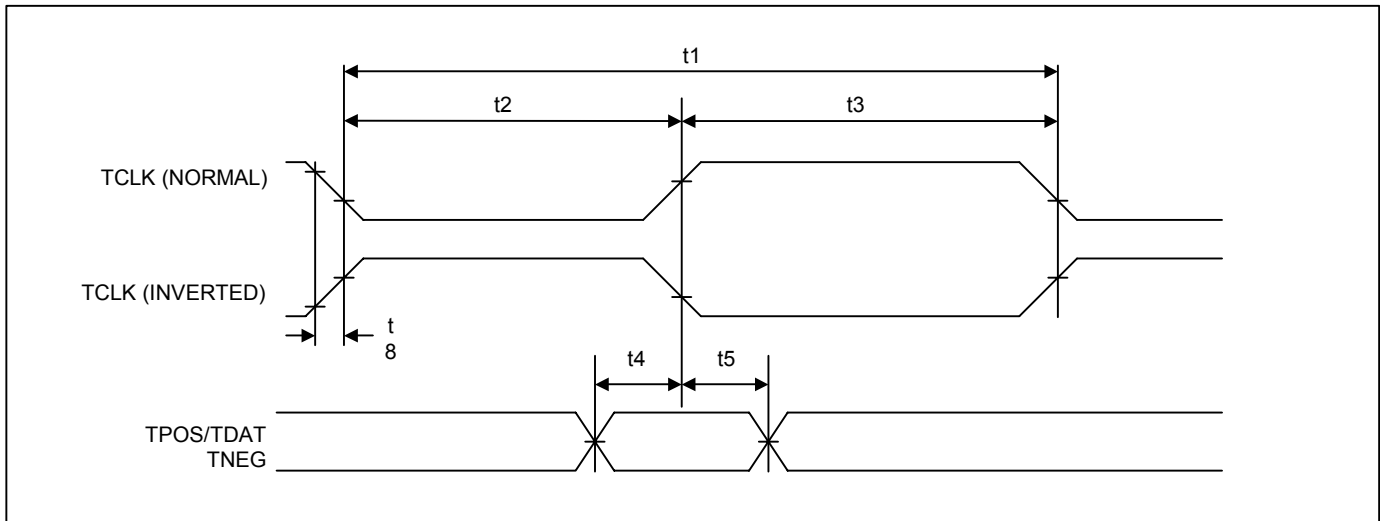 t1
t2
t3
TCLK (NORMAL)
TCLK (INVERTED)
t
8
t4
t5
TPOS/TDAT
TNEG